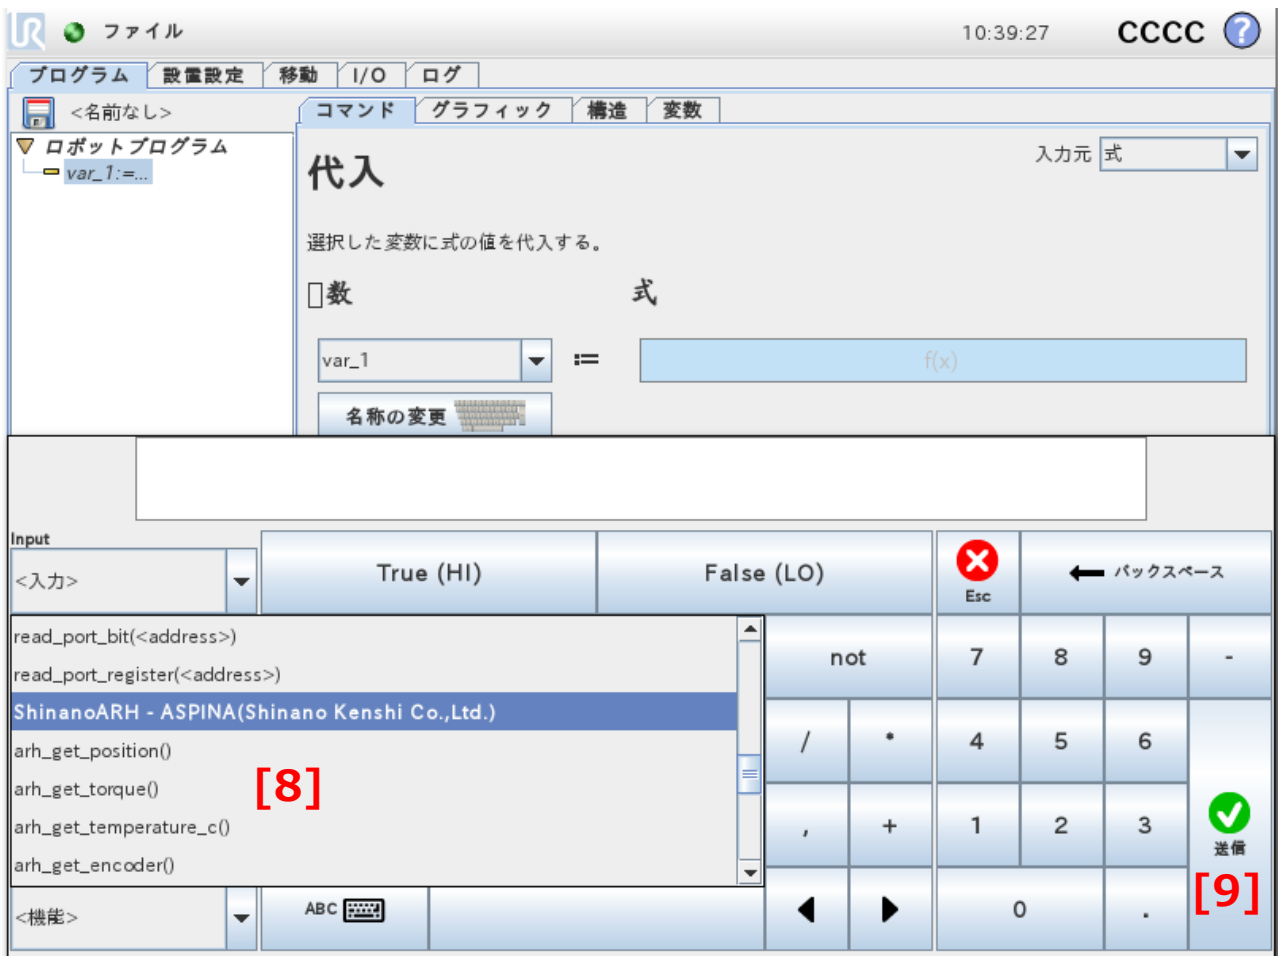 UR ファイル 10:39:27 CCCC ?
プログラム 設置設定 移動 I/O ログ
<名前なし> コマンド グラフィック 構造 変数
ロボットプログラム 入力元 式
var_1:=...
代入
選択した変数に式の値を代入する。
▯数 式
var_1 := f(x)
名称の変更
Input
<入力> True (HI) False (LO) Esc バックスペース
read_port_bit(<address>) not 7 8 9 -
read_port_register(<address>)
ShinanoARH - ASPINA(Shinano Kenshi Co.,Ltd.)
arh_get_position() / * 4 5 6
arh_get_torque() [8]
arh_get_temperature_c() , + 1 2 3 送信
arh_get_encoder() [9]
<機能> ABC 0 .